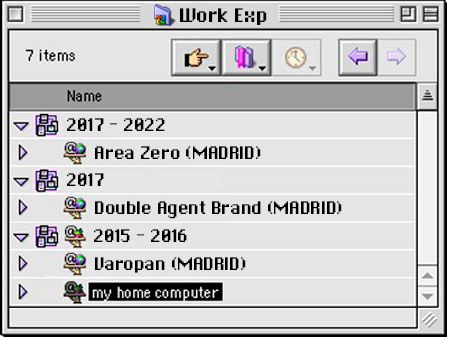 Work Exp
7 items
Name
2017 - 2022
Area Zero (MADRID)
2017
Double Agent Brand (MADRID)
2015 - 2016
Varopan (MADRID)
my home computer